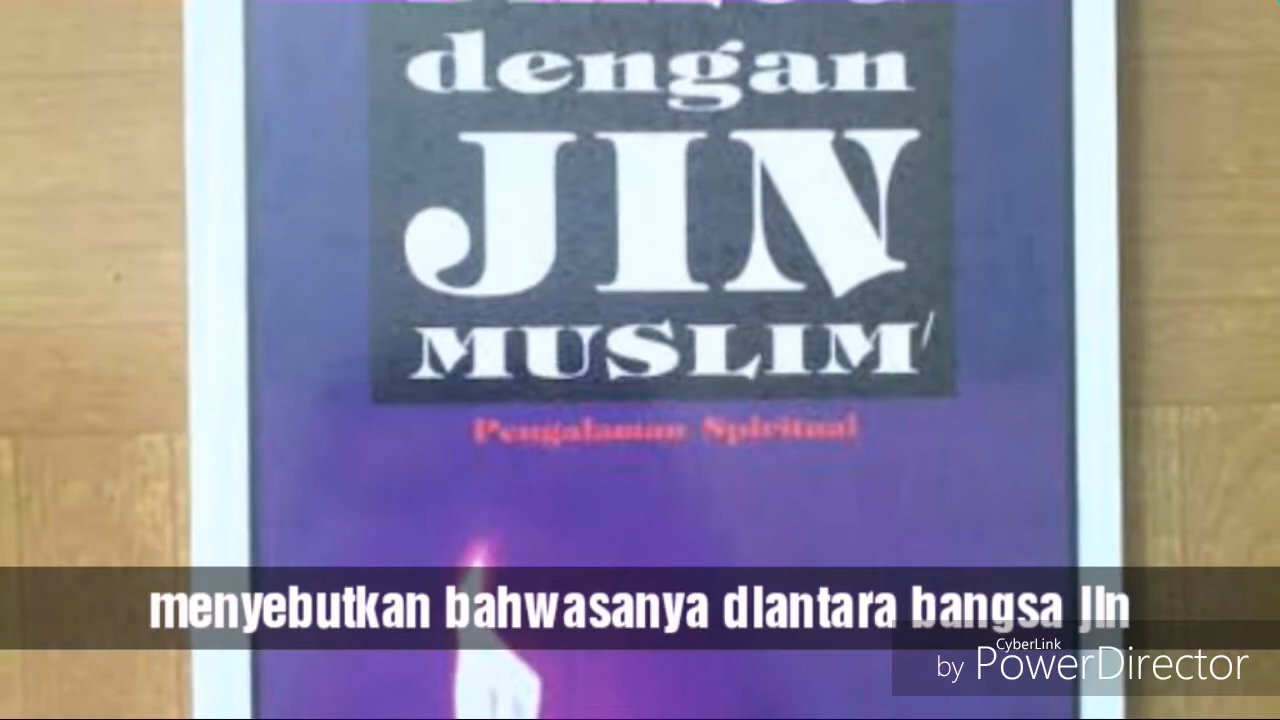 dengan
JIN
MUSLIM
Pengalaman Spiritual
menyebutkan bahwasanya diantara bangsa jin
CyberLink
by PowerDirector